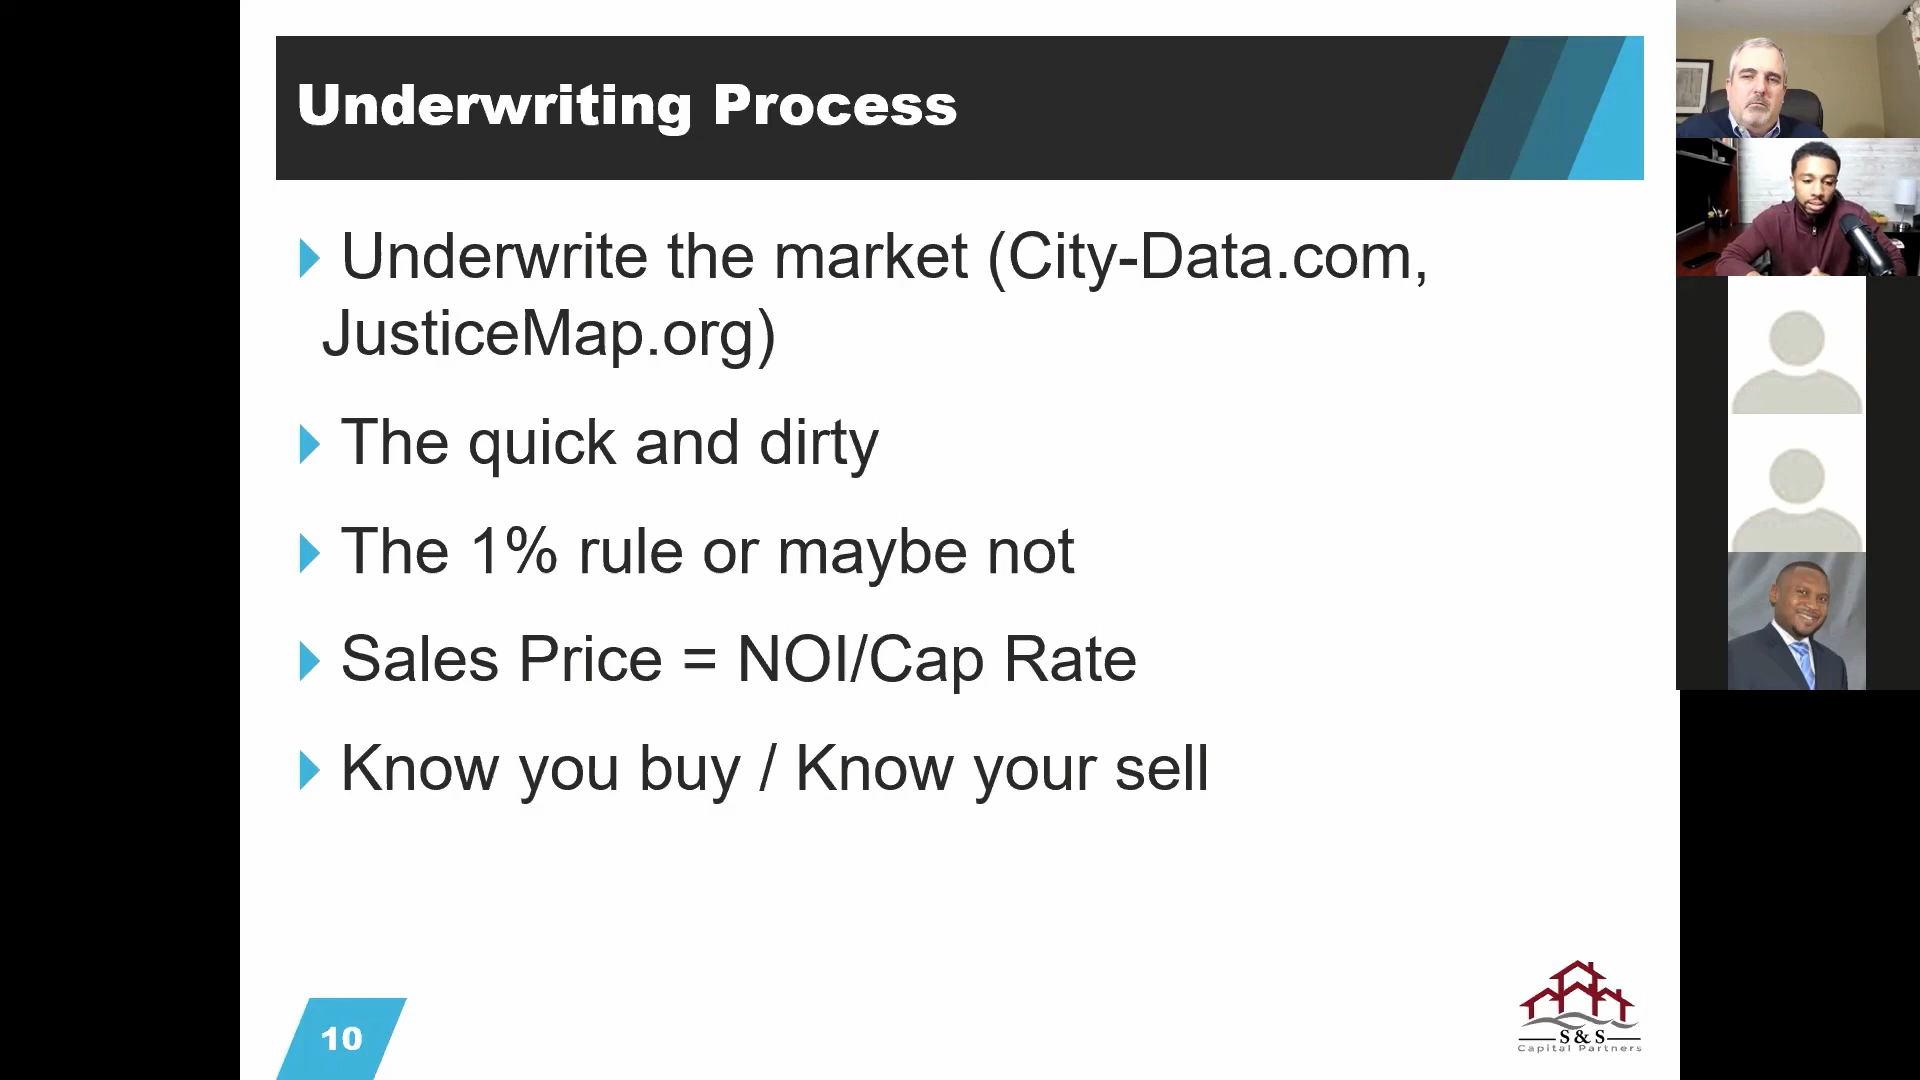 Underwriting Process
Underwrite the market (City-Data.com,
JusticeMap.org)
The quick and dirty
The 1% rule or maybe not
Sales Price = NOI/Cap Rate
Know you buy / Know your sell
10
S&S
Capital Partners